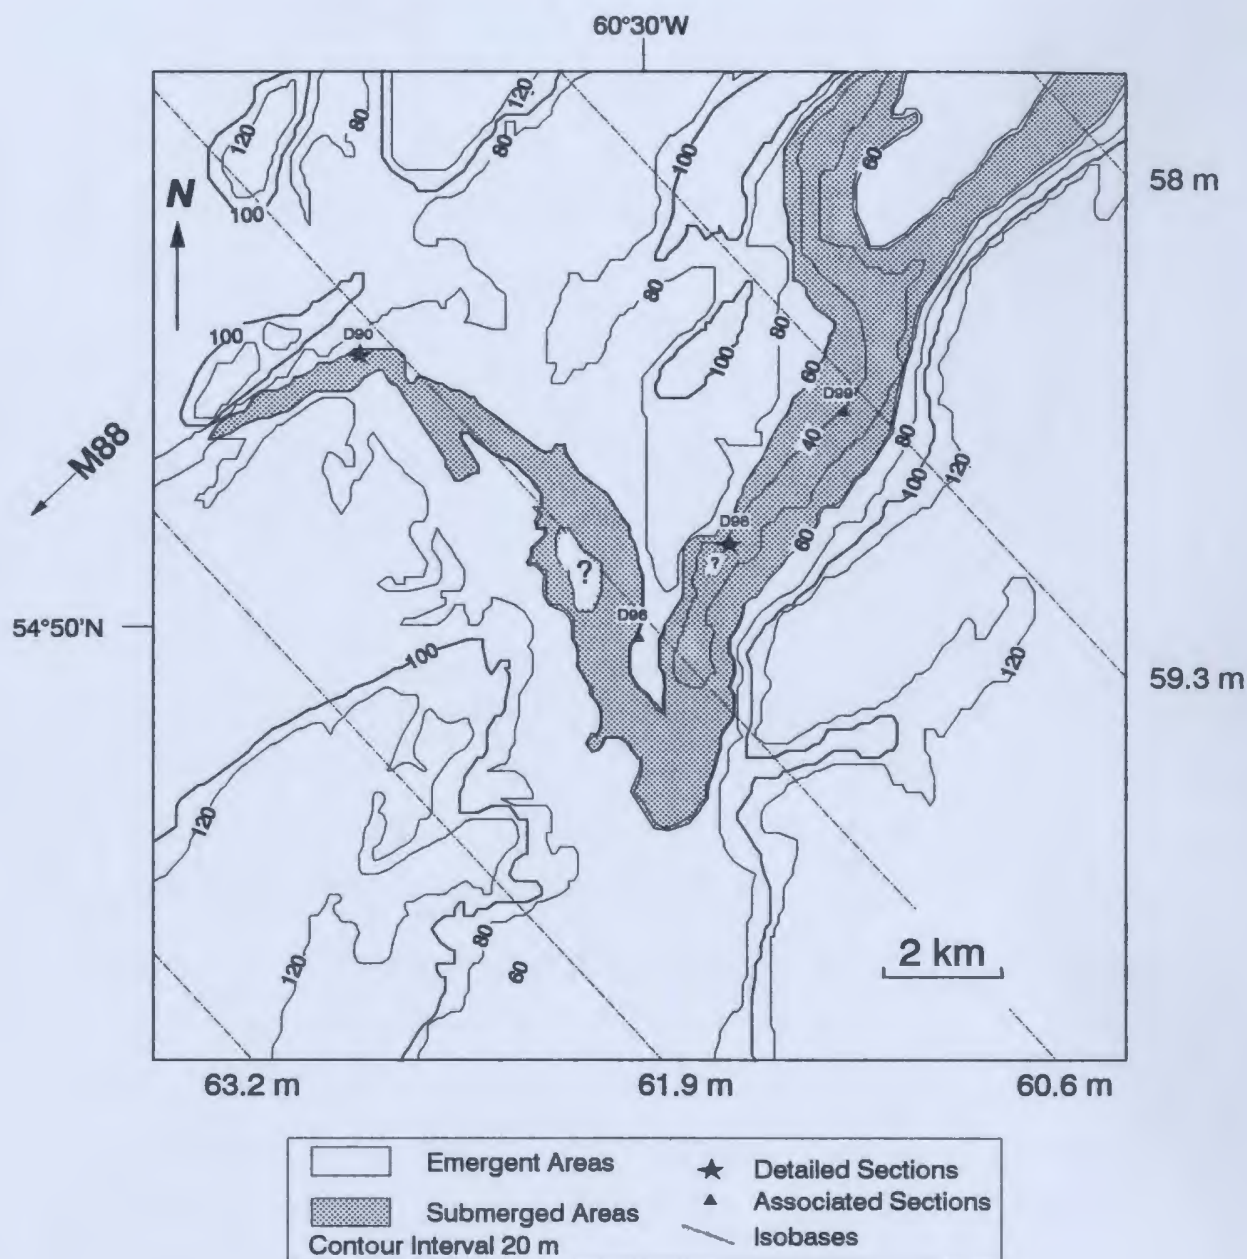 60°30'W
120
80
120
80
100
60
58 m
N
100
80
100
D90
80
100
80
60
D99
M88
40
80
100
120
D98
60
?
?
D96
54°50'N
100
120
59.3 m
120
80
60
120
2 km
63.2 m
61.9 m
60.6 m
Emergent Areas
Detailed Sections
Submerged Areas
Associated Sections
Contour Interval 20 m
Isobases